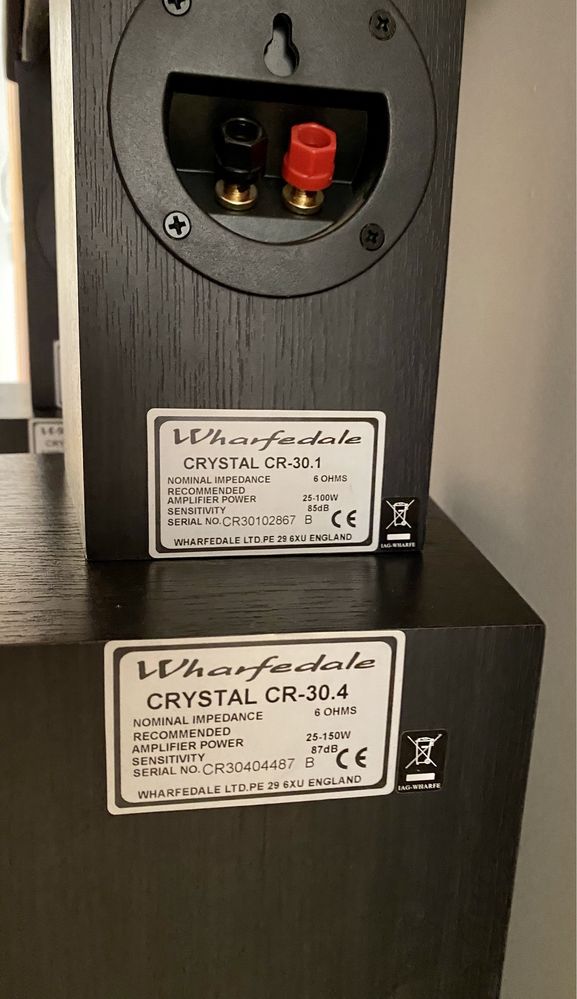 Wharfedale
CRYSTAL CR-30.1
NOMINAL IMPEDANCE 6 OHMS
RECOMMENDED
AMPLIFIER POWER 25-100W
SENSITIVITY 85dB
SERIAL NO. CR30102867 B CE
WHARFEDALE LTD.PE 29 6XU ENGLAND
IAG-WHARFE
Wharfedale
CRYSTAL CR-30.4
NOMINAL IMPEDANCE 6 OHMS
RECOMMENDED
AMPLIFIER POWER 25-150W
SENSITIVITY 87dB
SERIAL NO. CR30404487 B CE
WHARFEDALE LTD.PE 29 6XU ENGLAND
IAG-WHARFE